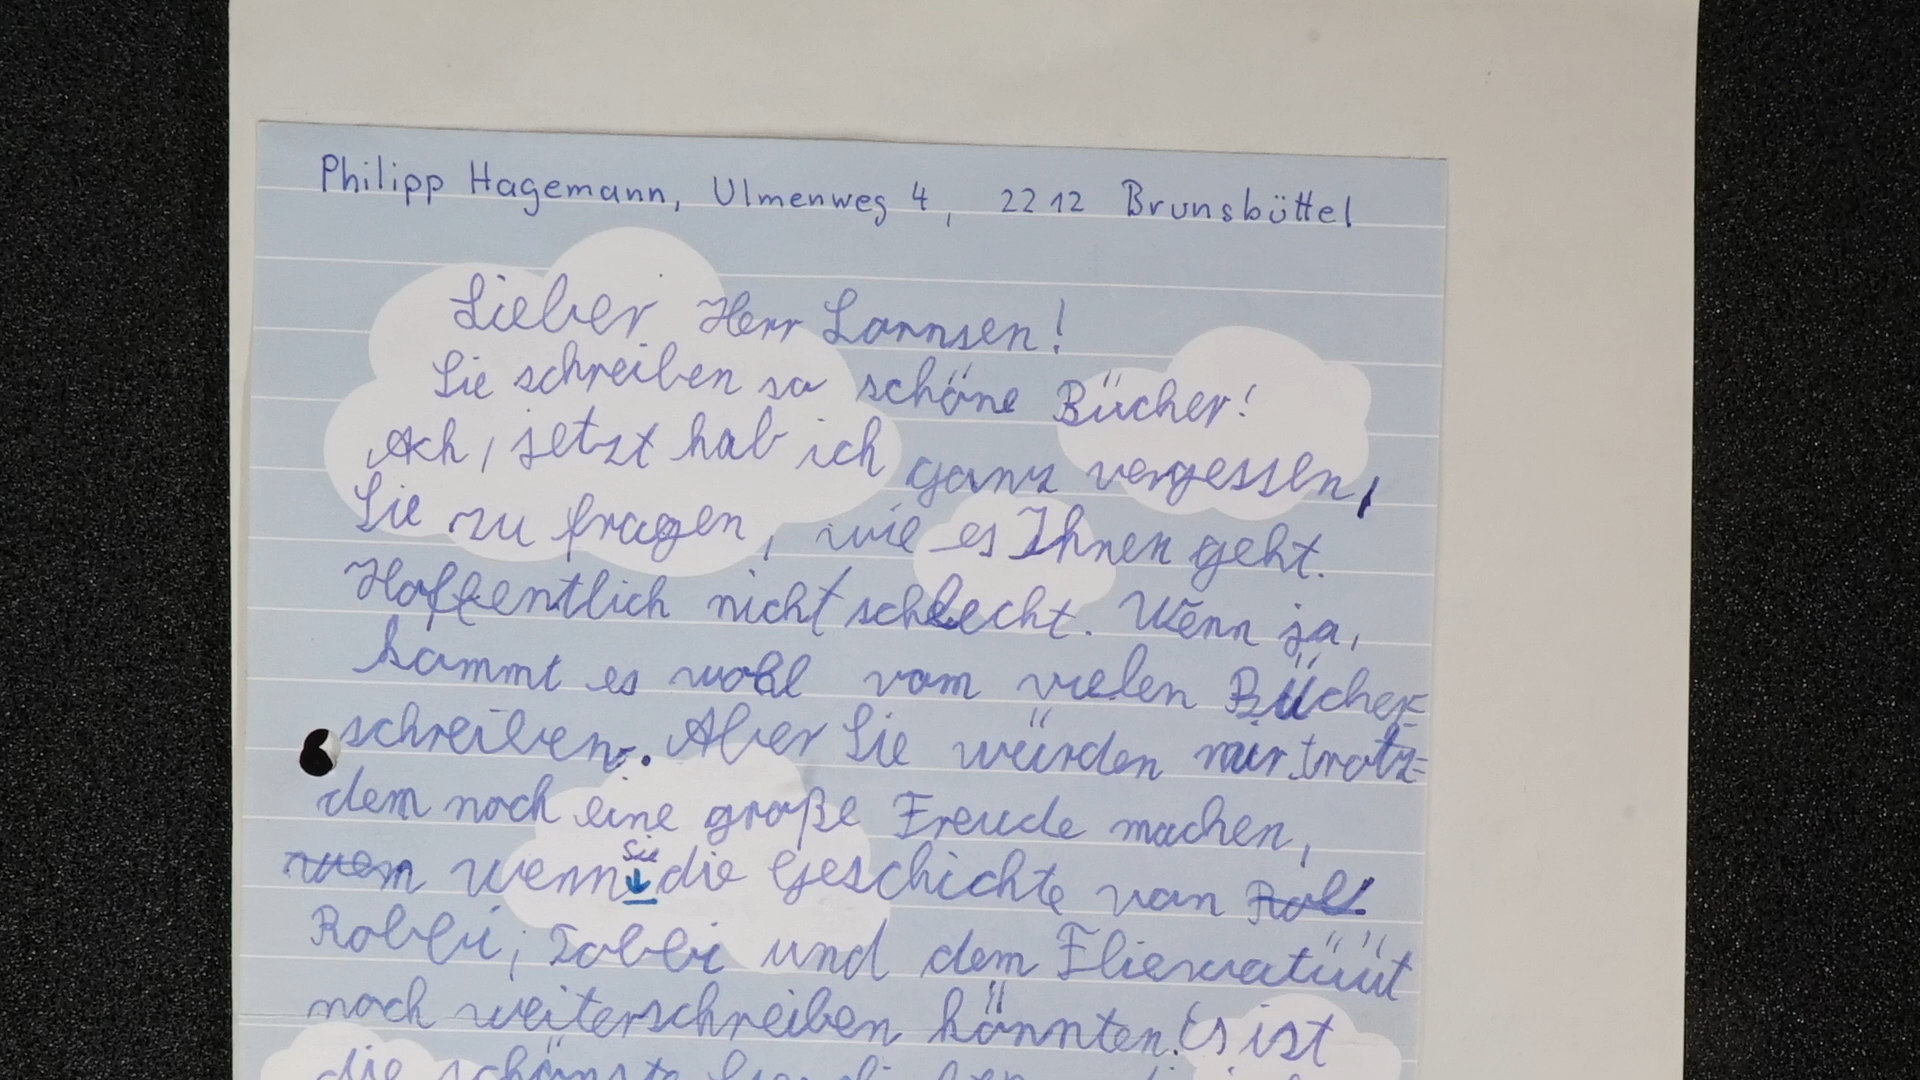 Philipp Hagemann, Ulmenweg 4, 2212 Brunsbüttel
Lieber Herr Lornsen!
Sie schreiben so schöne Bücher!
Ach, jetzt hab ich ganz vergessen,
Sie zu fragen, wie es Ihnen geht.
Hoffentlich nicht schlecht. Wenn ja,
kommt es wohl vom vielen Bücher=
schreiben. Aber Sie würden mir trotz=
dem noch eine große Freude machen,
wenn Sie die Geschichte von
Robbi, Tobbi und dem Fliewatüüt
noch weiterschreiben könnten. Es ist
die schönste